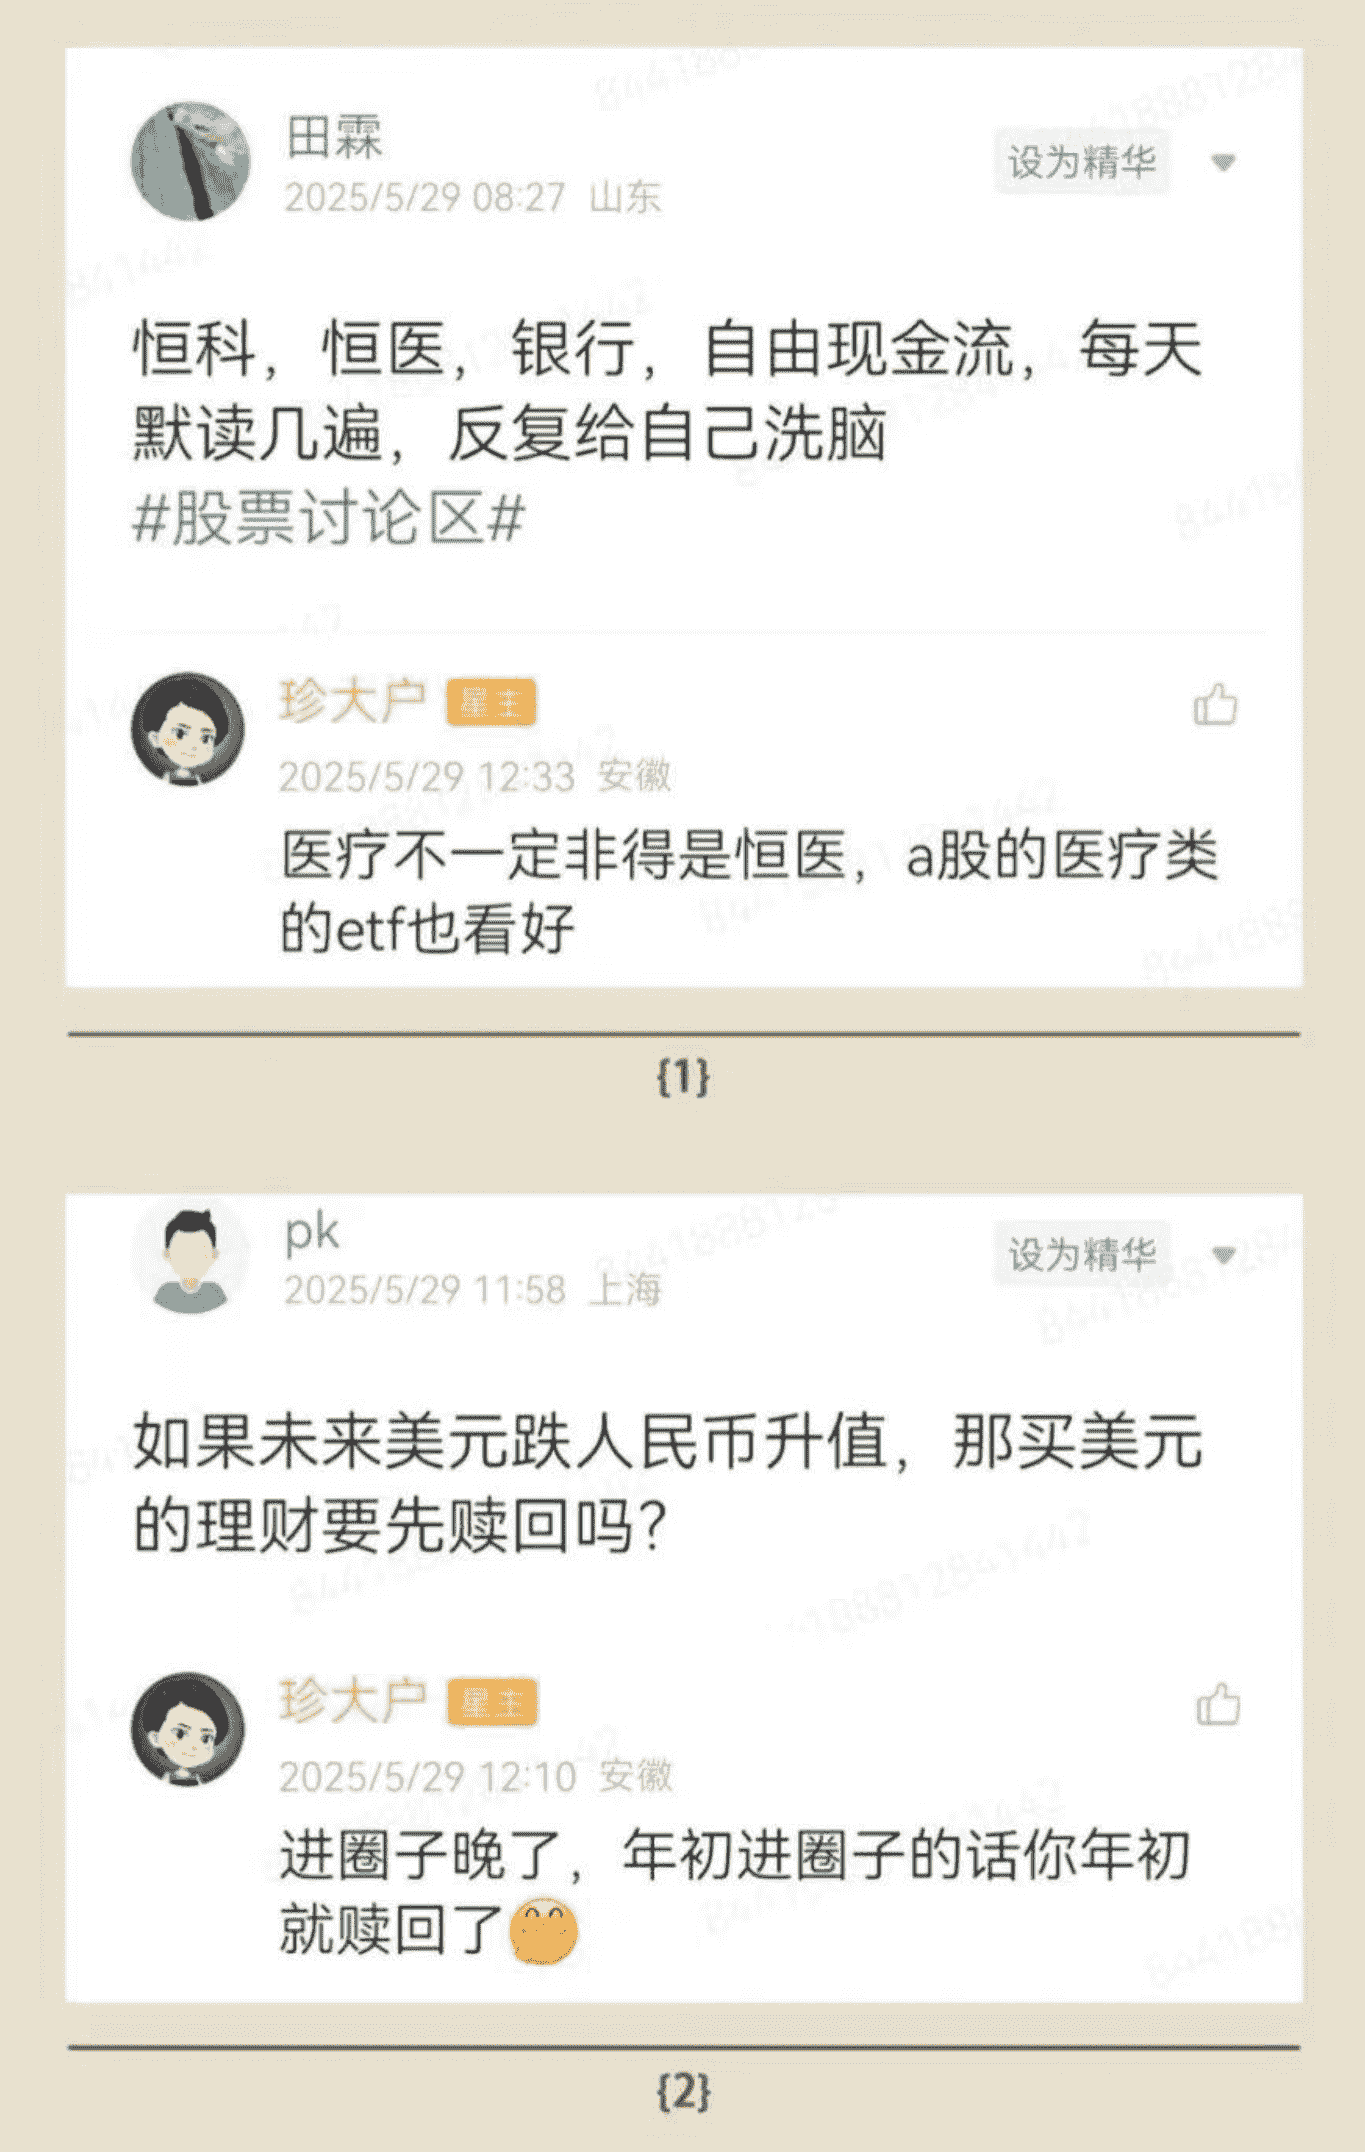 田霖
设为精华
2025/5/29 08:27 山东
恒科，恒医，银行，自由现金流，每天
默读几遍，反复给自己洗脑
#股票讨论区#
珍大户 星主
2025/5/29 12:33 安徽
医疗不一定非得是恒医，a股的医疗类
的etf也看好
{1}
pk
设为精华
2025/5/29 11:58 上海
如果未来美元跌人民币升值，那买美元
的理财要先赎回吗？
珍大户 星主
2025/5/29 12:10 安徽
进圈子晚了，年初进圈子的话你年初
就赎回了
{2}